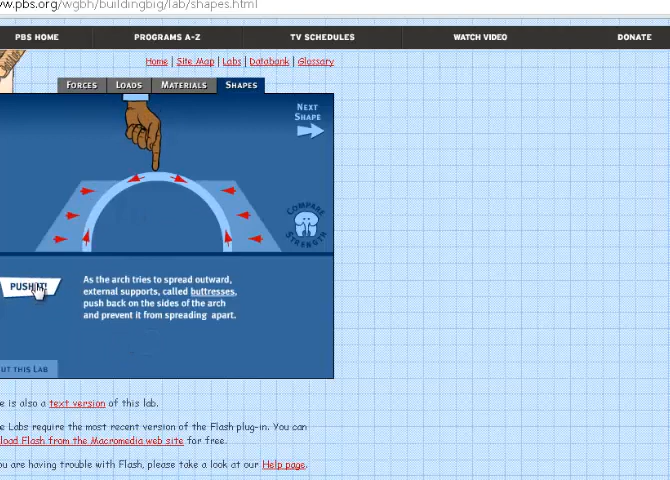 w.pbs.org/wgbh/buildingbig/lab/shapes.html
PBS HOME PROGRAMS A-Z TV SCHEDULES WATCH VIDEO DONATE
Home | Site Map | Labs | Databank | Glossary
FORCES LOADS MATERIALS SHAPES
NEXT
SHAPE
COMPARE
STRENGTH
PUSH IT!
As the arch tries to spread outward,
external supports, called buttresses,
push back on the sides of the arch
and prevent it from spreading apart.
UT THIS LAB
e is also a text version of this lab.
e Labs require the most recent version of the Flash plug-in. You can
load Flash from the Macromedia web site for free.
ou are having trouble with Flash, please take a look at our Help page.